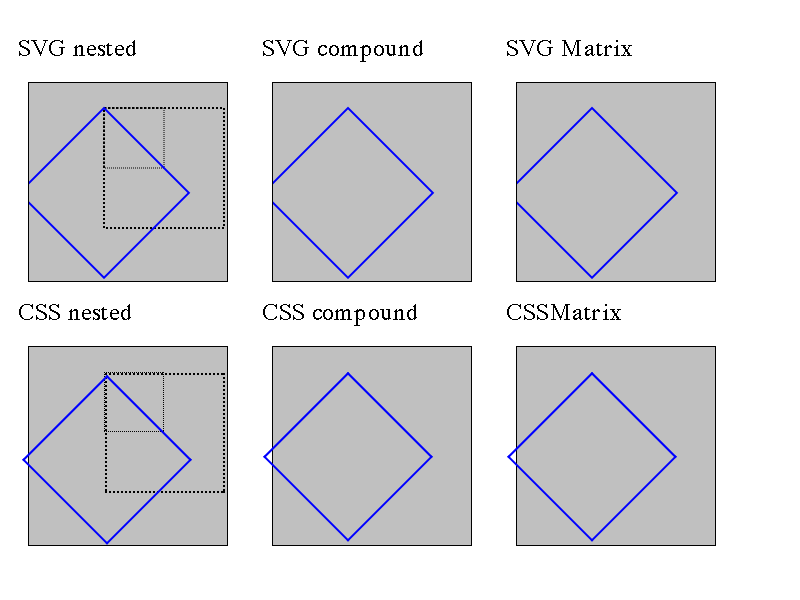 SVG nested
SVG compound
SVG Matrix
CSS nested
CSS compound
CSSMatrix